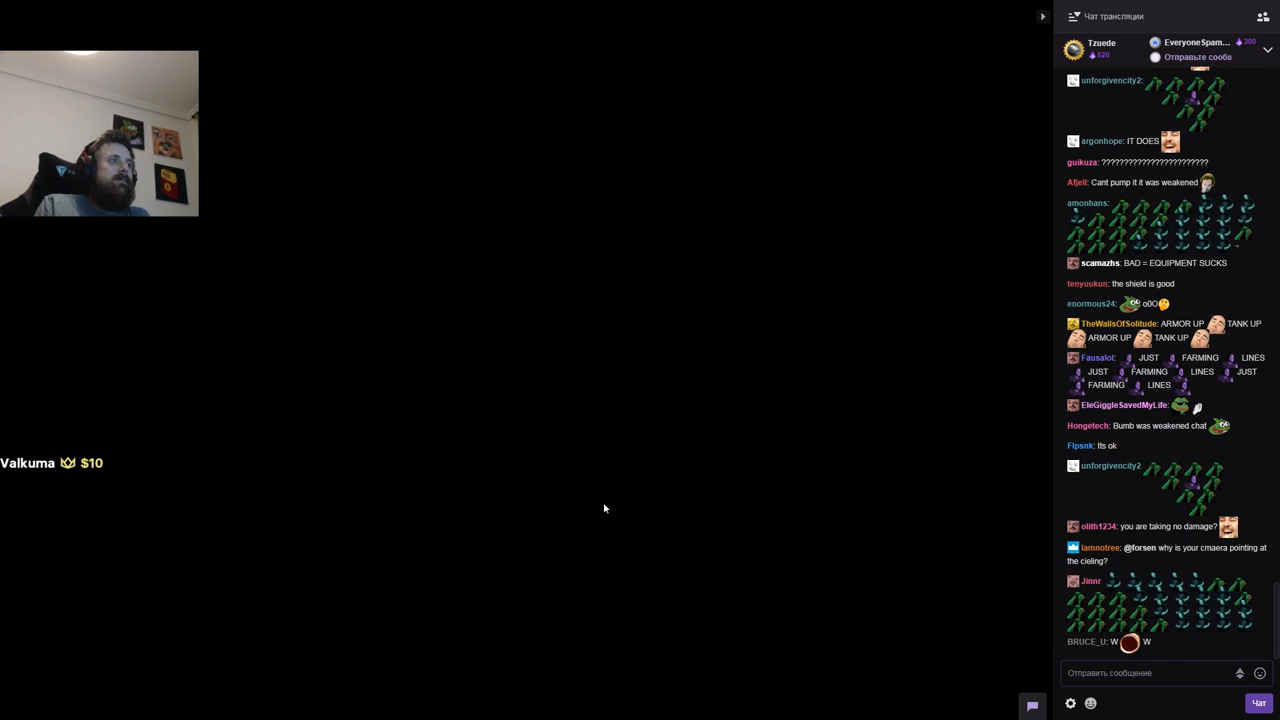 Valkuma $10
Чат трансляции
Tzuede
520
EveryoneSpam... 300
Отправьте сообщ
unforgivencity2:
argonhope: IT DOES
guikuza: ????????????????????????
Afjell: Cant pump it it was weakened
amonhans:
scamazhs: BAD = EQUIPMENT SUCKS
tenyuukun: the shield is good
enormous24: o0O
TheWallsOfSolitude: ARMOR UP TANK UP
ARMOR UP TANK UP
Fausalol: JUST FARMING LINES
JUST FARMING LINES JUST
FARMING LINES
EleGiggleSavedMyLife:
Hongetech: Bumb was weakened chat
Flpsnk: Its ok
unforgivencity2
olith1234: you are taking no damage?
Iamnotree: @forsen why is your cmaera pointing at
the cieling?
Jinnr
BRUCE_U: W W
Отправить сообщение
Чат